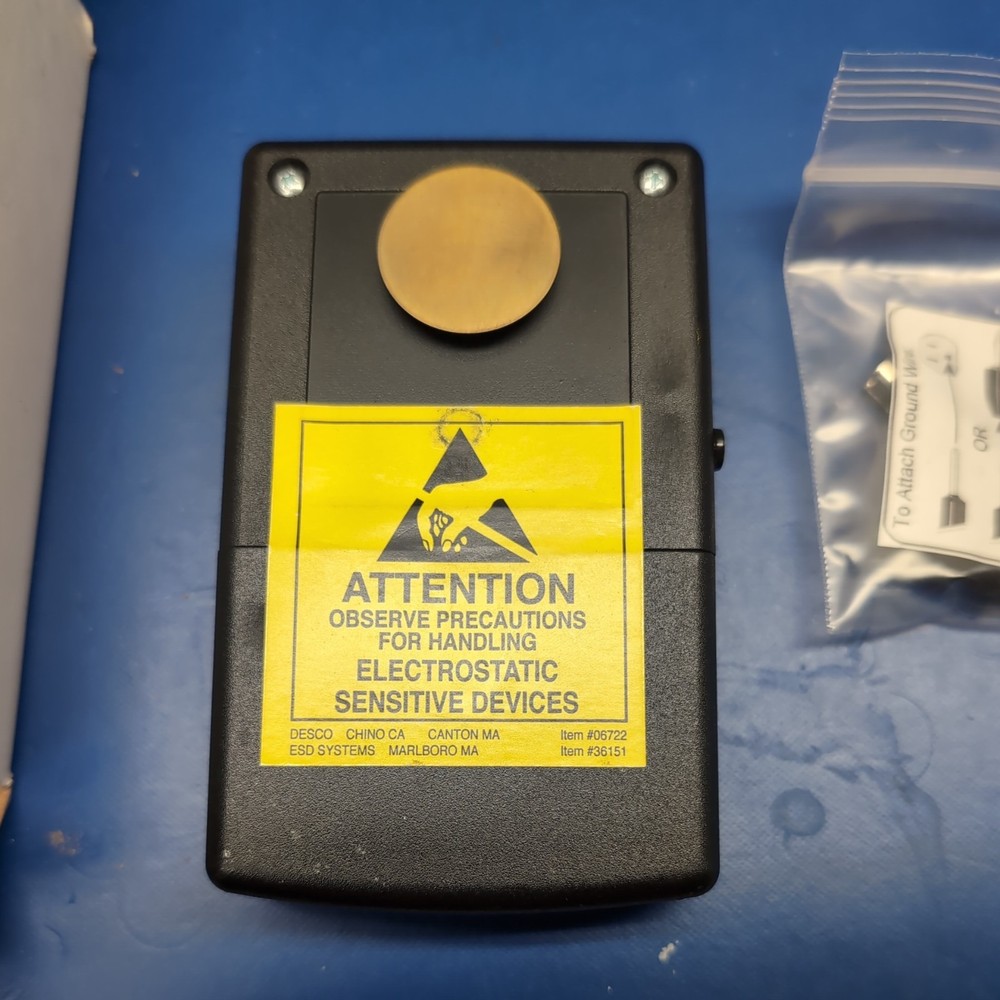 ATTENTION
OBSERVE PRECAUTIONS
FOR HANDLING
ELECTROSTATIC
SENSITIVE DEVICES
DESCO CHINO CA CANTON MA Item #06722
ESD SYSTEMS MARLBORO MA Item #36151
To Attach Ground Wire
OR